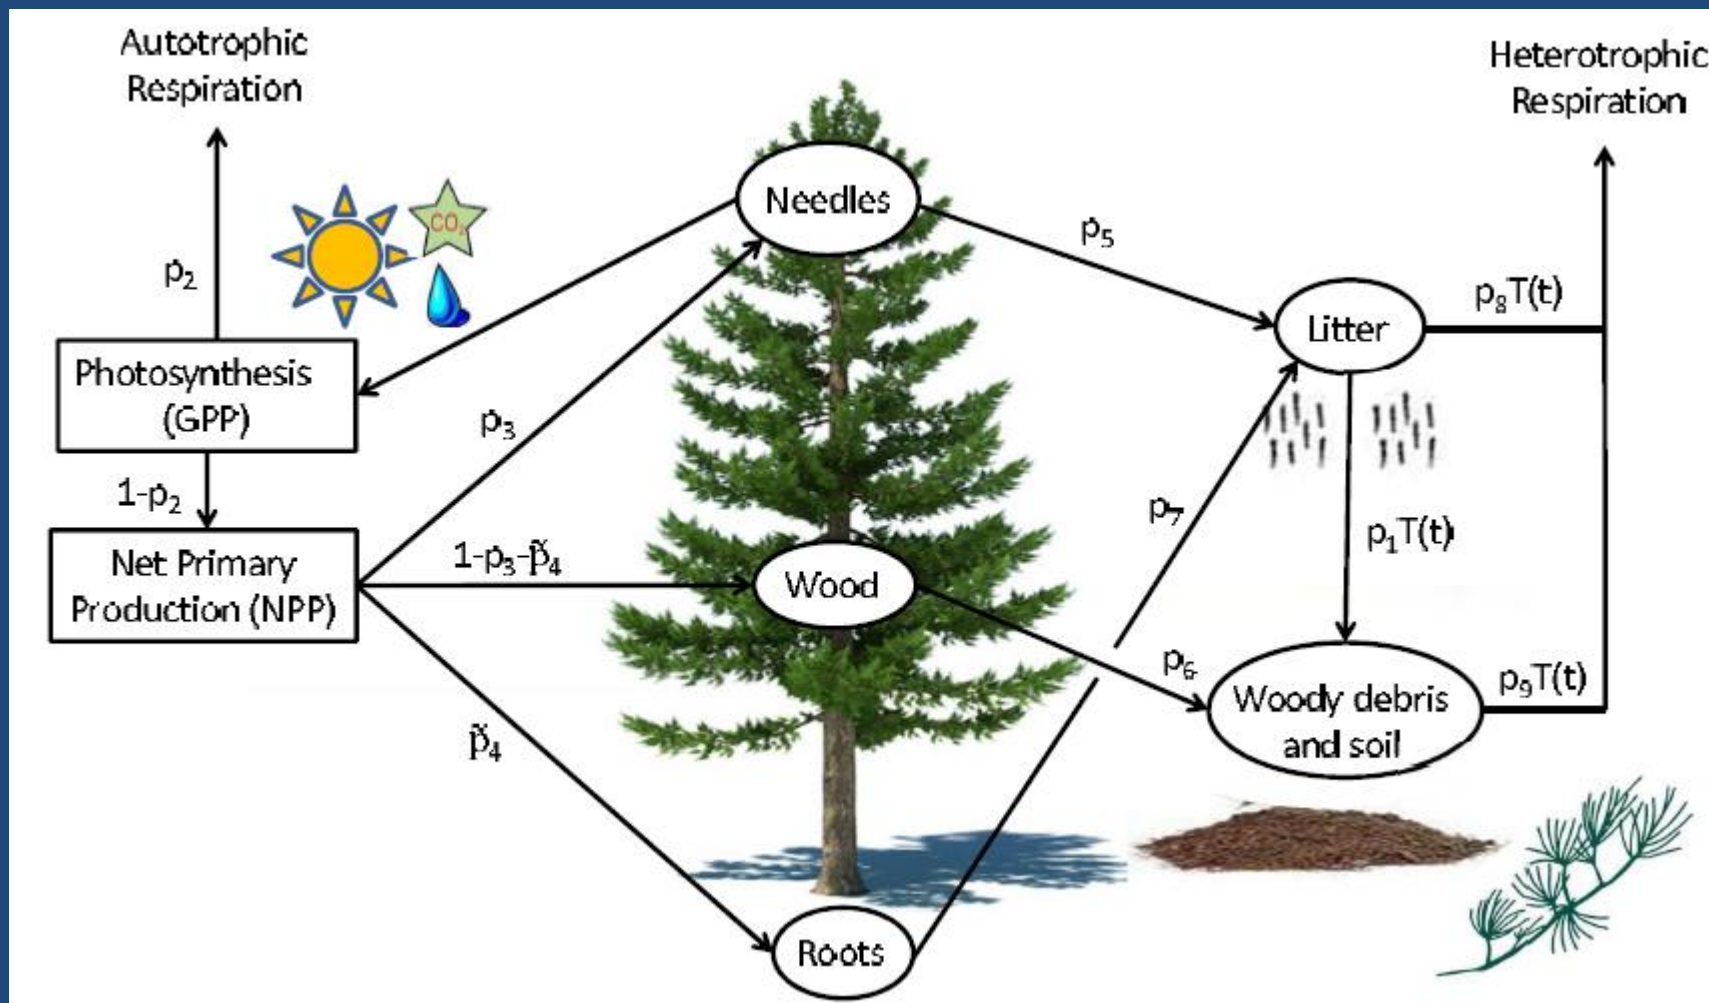 Autotrophic
Respiration
Heterotrophic
Respiration
CO₂
Needles
p₅
p₂
p₈T(t)
Litter
Photosynthesis
(GPP)
p₃
1-p₂
p₇
p₁T(t)
Net Primary
Production (NPP)
1-p₃-p̃₄
Wood
p₆
Woody debris
and soil
p₉T(t)
p̃₄
Roots